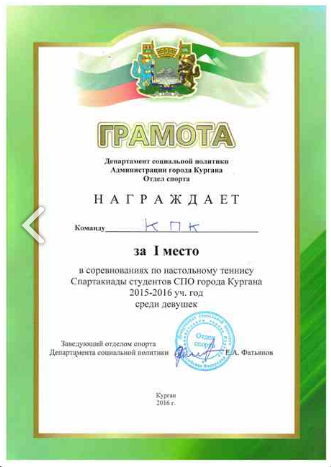 ГРАМОТА
Департамент социальной политики
Администрации города Кургана
Отдел спорта
НАГРАЖДАЕТ
Команду КПК
за I место
в соревнованиях по настольному теннису
Спартакиады студентов СПО города Кургана
2015-2016 уч. год
среди девушек
Заведующий отделом спорта
Департамента социальной политики Е.А. Фатьянов
Отдел
спорта
Курган
2016 г.